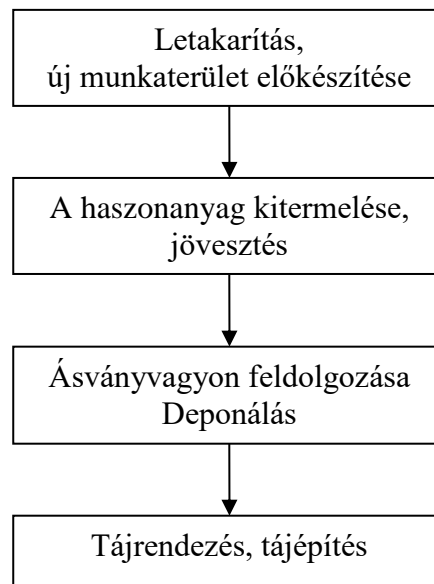 Letakarítás,
új munkaterület előkészítése
A haszonanyag kitermelése,
jövesztés
Ásványvagyon feldolgozása
Deponálás
Tájrendezés, tájépítés